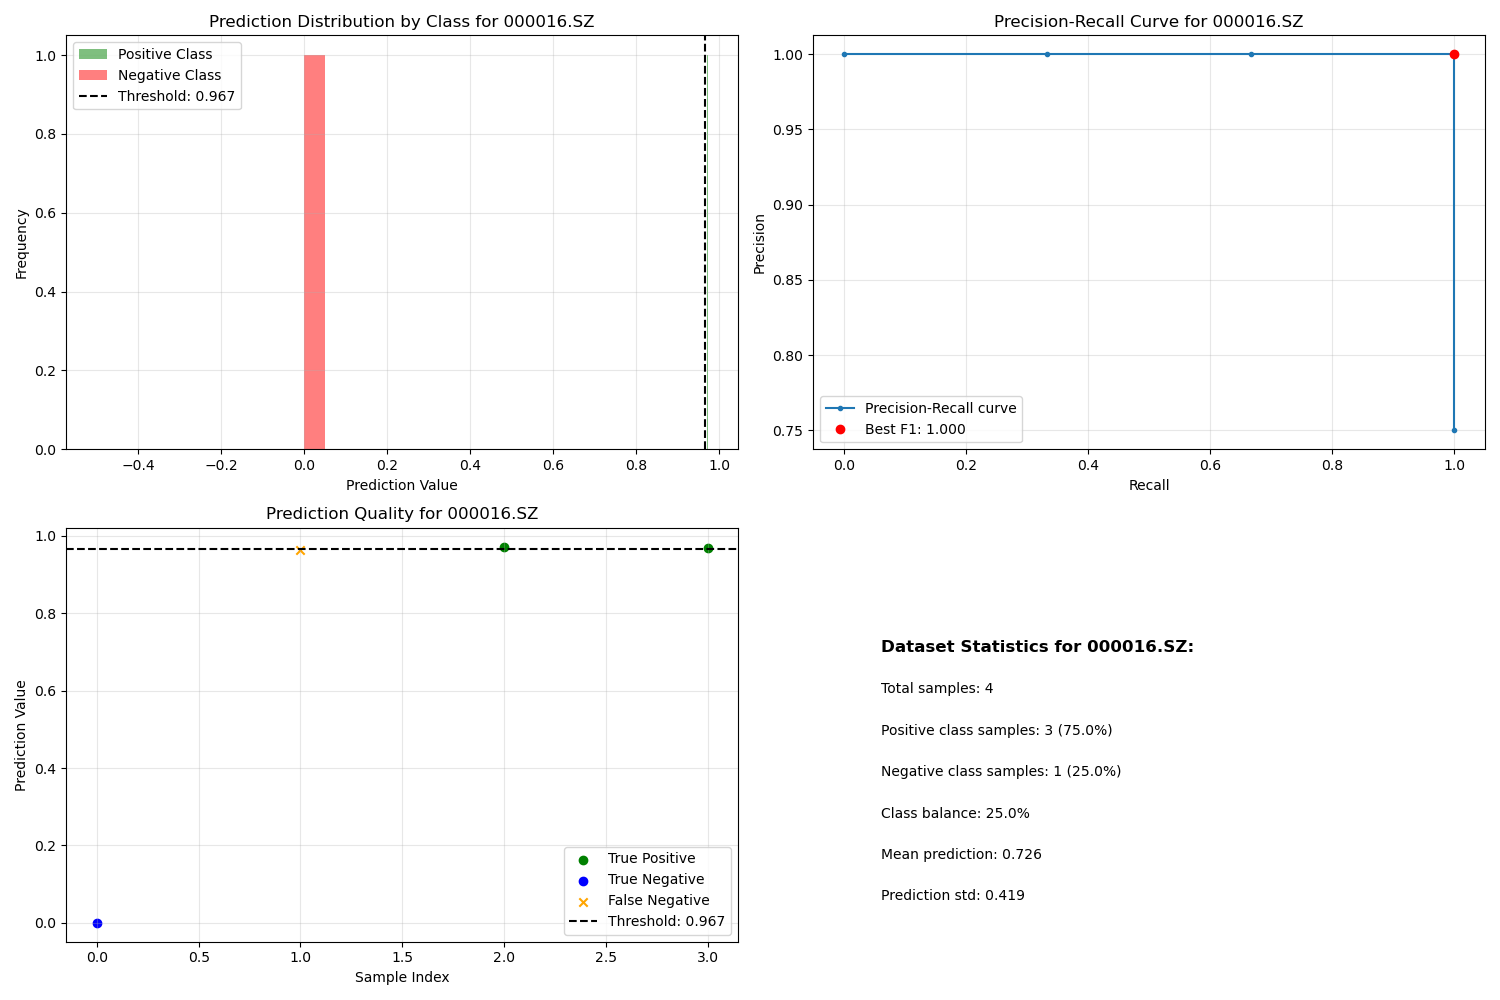 Prediction Distribution by Class for 000016.SZ
Positive Class
Negative Class
Threshold: 0.967
1.0
0.8
0.6
0.4
0.2
0.0
Frequency
−0.4 −0.2 0.0 0.2 0.4 0.6 0.8 1.0
Prediction Value
Precision-Recall Curve for 000016.SZ
1.00
0.95
0.90
0.85
0.80
0.75
Precision
Precision-Recall curve
Best F1: 1.000
0.0 0.2 0.4 0.6 0.8 1.0
Recall
Prediction Quality for 000016.SZ
1.0
0.8
0.6
0.4
0.2
0.0
Prediction Value
True Positive
True Negative
False Negative
Threshold: 0.967
0.0 0.5 1.0 1.5 2.0 2.5 3.0
Sample Index
Dataset Statistics for 000016.SZ:
Total samples: 4
Positive class samples: 3 (75.0%)
Negative class samples: 1 (25.0%)
Class balance: 25.0%
Mean prediction: 0.726
Prediction std: 0.419